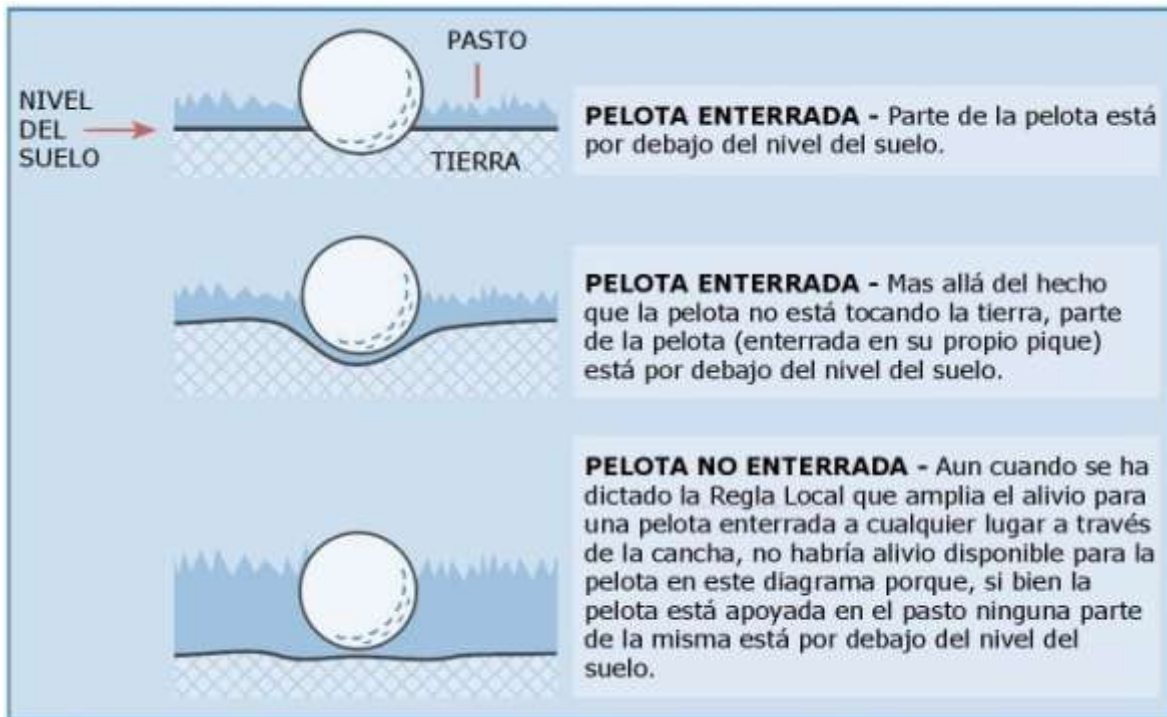 PASTO
NIVEL
DEL
SUELO
TIERRA
PELOTA ENTERRADA - Parte de la pelota está
por debajo del nivel del suelo.
PELOTA ENTERRADA - Mas allá del hecho
que la pelota no está tocando la tierra, parte
de la pelota (enterrada en su propio pique)
está por debajo del nivel del suelo.
PELOTA NO ENTERRADA - Aun cuando se ha
dictado la Regla Local que amplia el alivio para
una pelota enterrada a cualquier lugar a través
de la cancha, no habría alivio disponible para la
pelota en este diagrama porque, si bien la
pelota está apoyada en el pasto ninguna parte
de la misma está por debajo del nivel del
suelo.